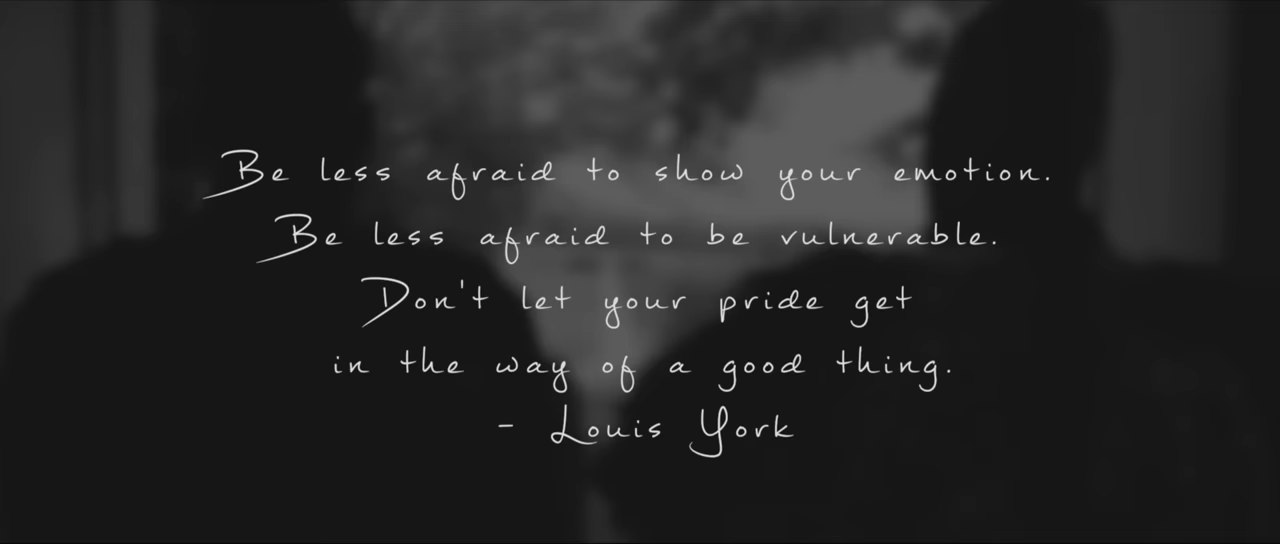 Be less afraid to show your emotion.
Be less afraid to be vulnerable.
Don't let your pride get
in the way of a good thing.
- Louis York